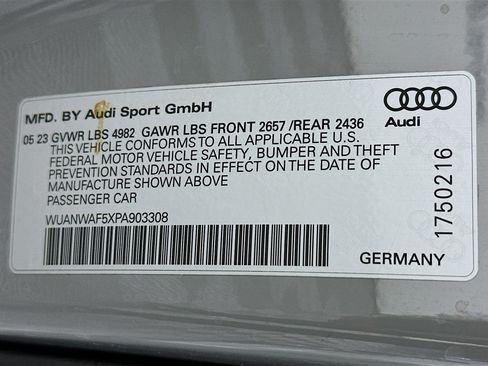 MFD. BY Audi Sport GmbH
05 23 GVWR LBS 4982 GAWR LBS FRONT 2657 /REAR 2436
THIS VEHICLE CONFORMS TO ALL APPLICABLE U.S.
FEDERAL MOTOR VEHICLE SAFETY, BUMPER AND THEFT
PREVENTION STANDARDS IN EFFECT ON THE DATE OF
MANUFACTURE SHOWN ABOVE
PASSENGER CAR
WUANWAF5XPA903308
Audi
1750216
GERMANY